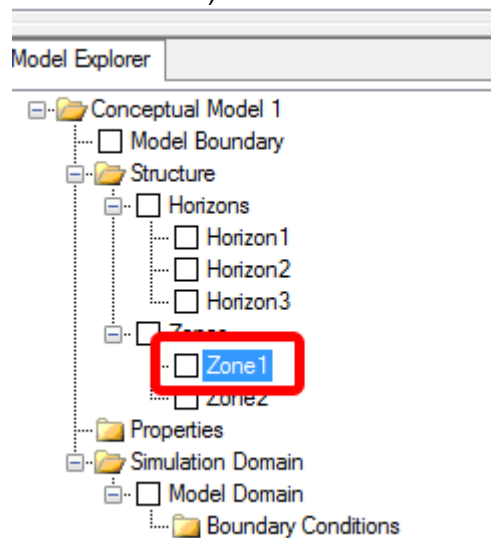 Model Explorer
Conceptual Model 1
Model Boundary
Structure
Horizons
Horizon1
Horizon2
Horizon3
Zones
Zone1
Zone2
Properties
Simulation Domain
Model Domain
Boundary Conditions